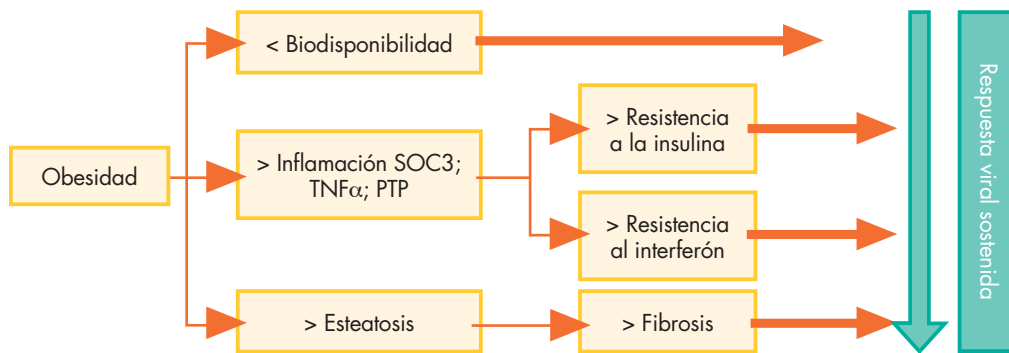 < Biodisponibilidad
Obesidad
> Inflamación SOC3;
TNFα; PTP
> Resistencia
a la insulina
> Resistencia
al interferón
> Esteatosis
> Fibrosis
Respuesta viral sostenida